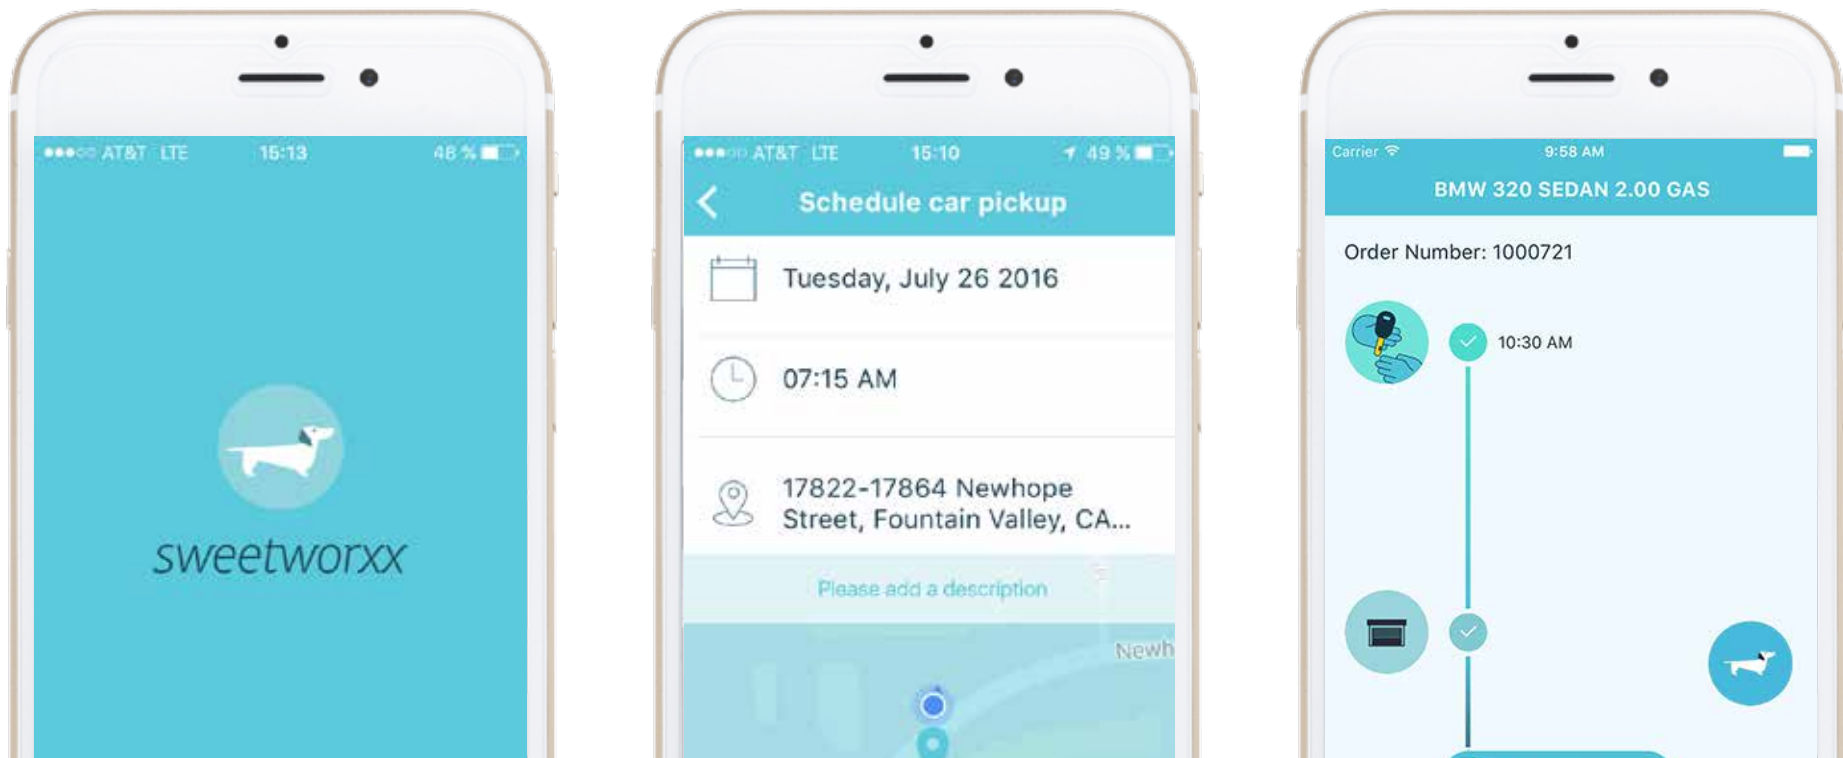 AT&T LTE 15:13 48 %
sweetworxx
AT&T LTE 15:10 49 %
Schedule car pickup
Tuesday, July 26 2016
07:15 AM
17822-17864 Newhope
Street, Fountain Valley, CA...
Please add a description
Newh
Carrier 9:58 AM
BMW 320 SEDAN 2.00 GAS
Order Number: 1000721
10:30 AM